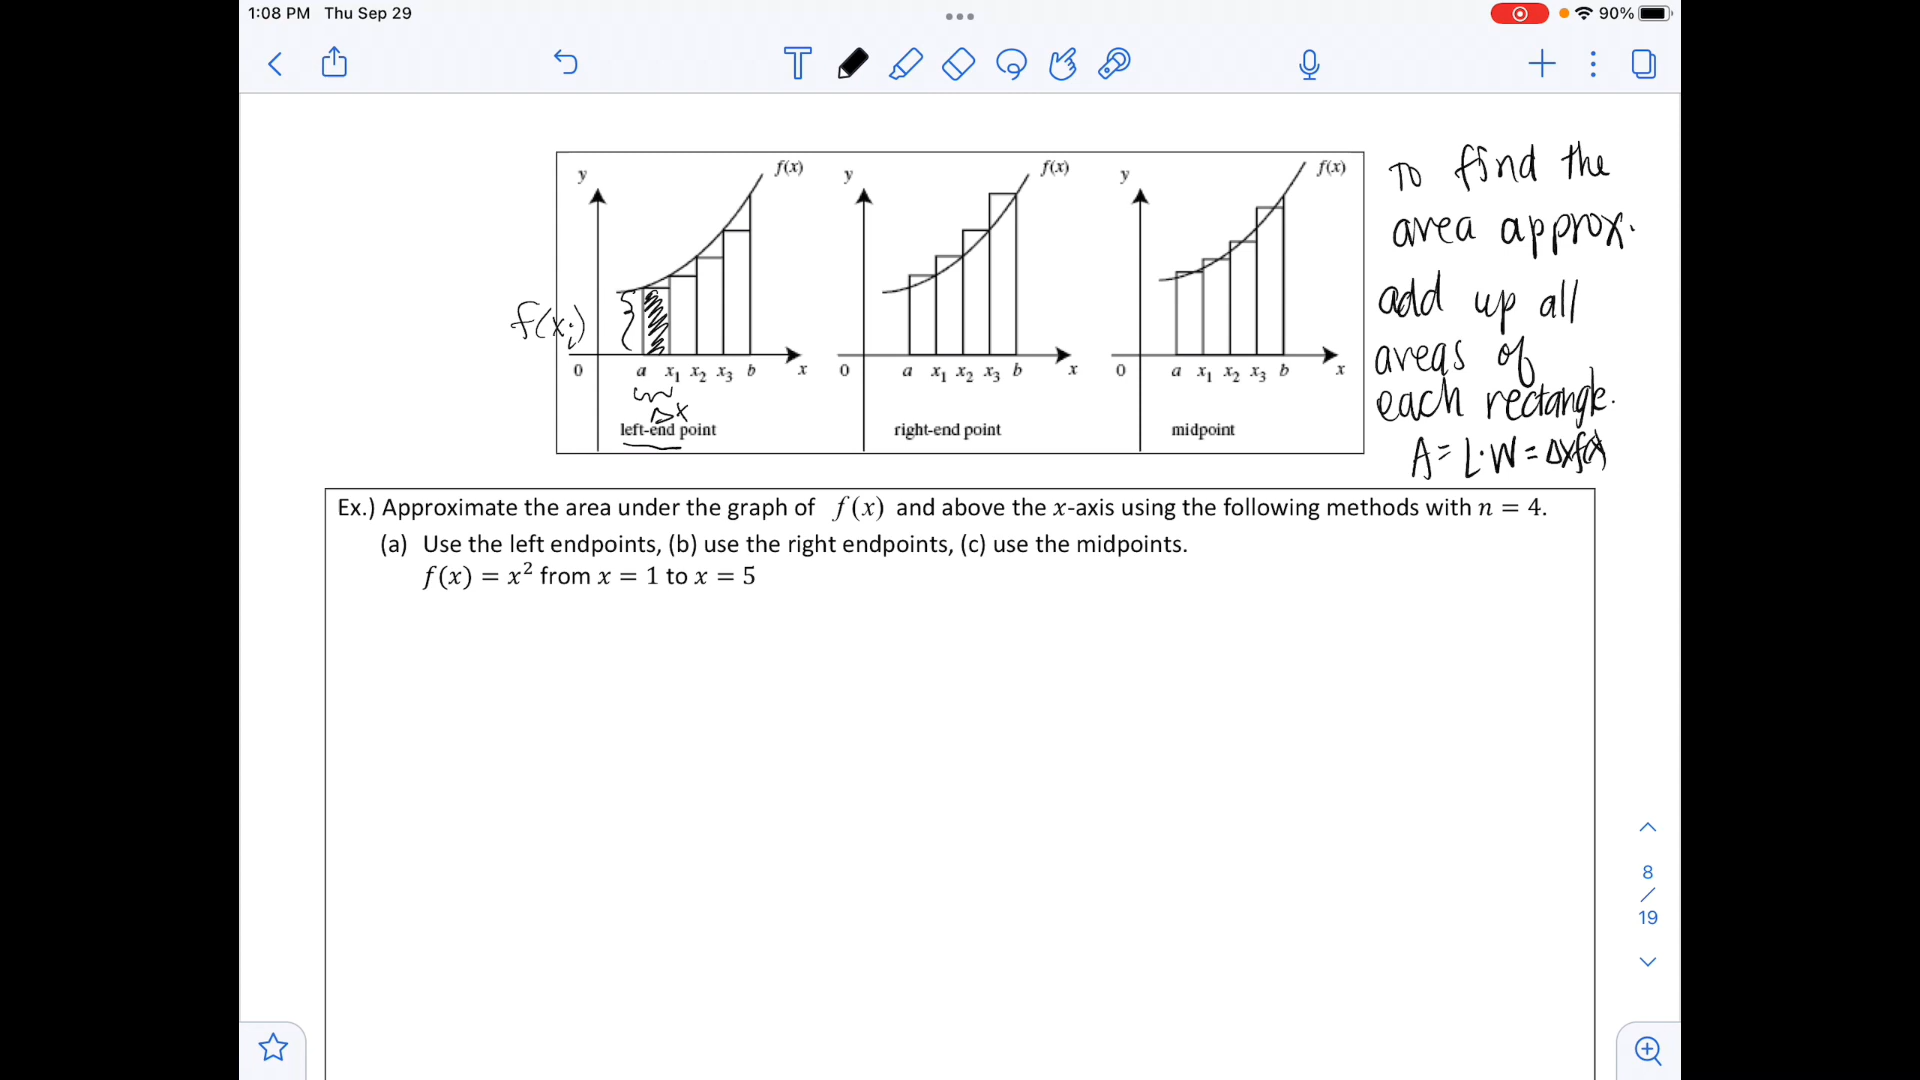 1:08 PM Thu Sep 29
90%
y f(x) y f(x) y f(x)
f(xi)
0 a x1 x2 x3 b x 0 a x1 x2 x3 b x 0 a x1 x2 x3 b x
Δx
left-end point right-end point midpoint
To find the
area approx.
add up all
areas of
each rectangle.
A = L·W = Δxf(x)
Ex.) Approximate the area under the graph of f(x) and above the x-axis using the following methods with n = 4.
(a) Use the left endpoints, (b) use the right endpoints, (c) use the midpoints.
f(x) = x² from x = 1 to x = 5
8
/
19